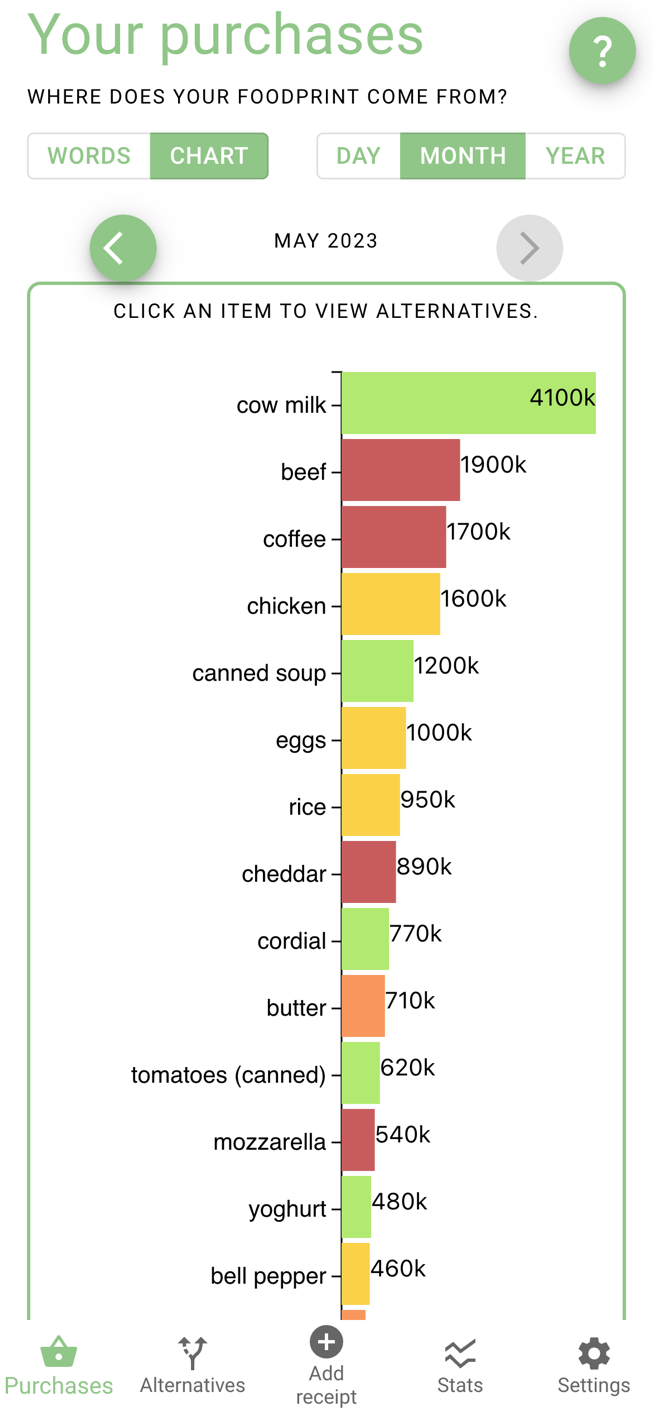 Your purchases
?
WHERE DOES YOUR FOODPRINT COME FROM?
WORDS CHART DAY MONTH YEAR
MAY 2023
CLICK AN ITEM TO VIEW ALTERNATIVES.
cow milk 4100k
beef 1900k
coffee 1700k
chicken 1600k
canned soup 1200k
eggs 1000k
rice 950k
cheddar 890k
cordial 770k
butter 710k
tomatoes (canned) 620k
mozzarella 540k
yoghurt 480k
bell pepper 460k
Purchases Alternatives Add receipt Stats Settings